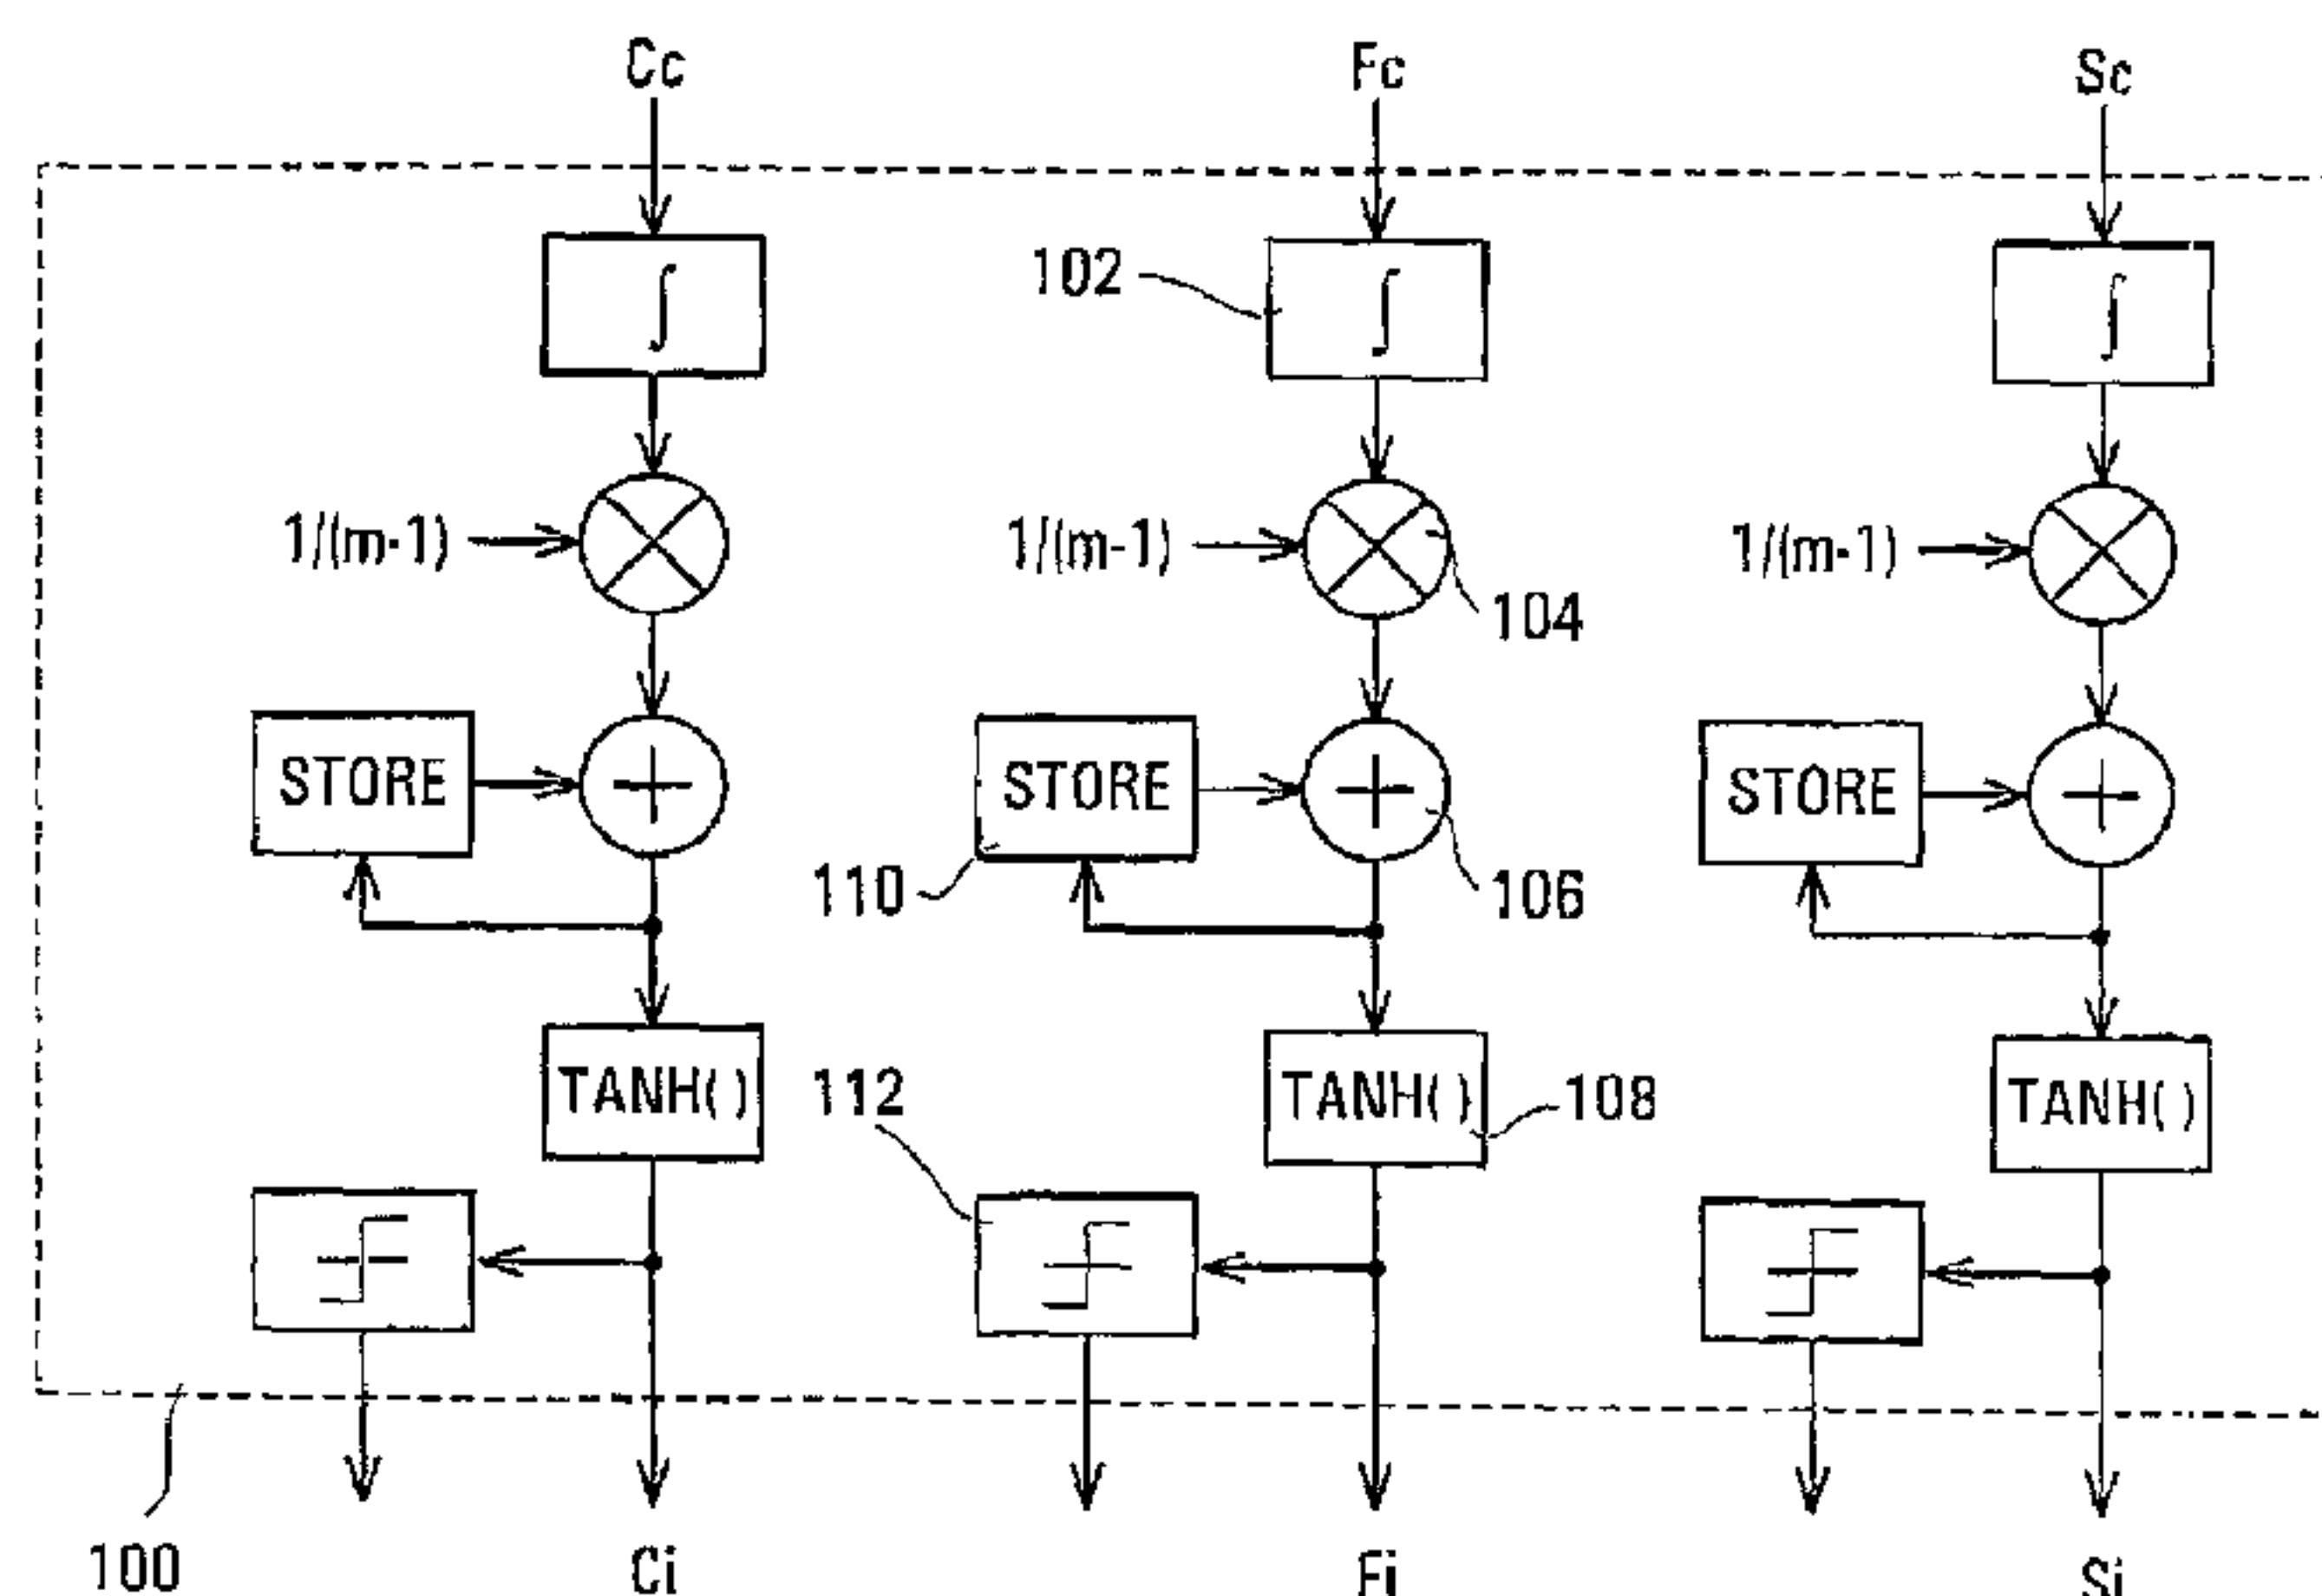 Cc Fc Sc
102
∫ ∫ ∫
1/(m-1) 1/(m-1) 1/(m-1)
104
STORE STORE STORE
110 106
TANH() 112 TANH() 108 TANH()
100 Ci Fi Si